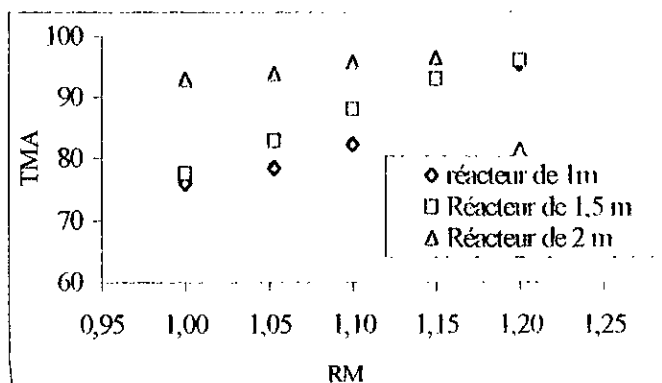 100
90
80
70
60
TMA
0,95 1,00 1,05 1,10 1,15 1,20 1,25
RM
réacteur de 1m
Réacteur de 1,5 m
Réacteur de 2 m